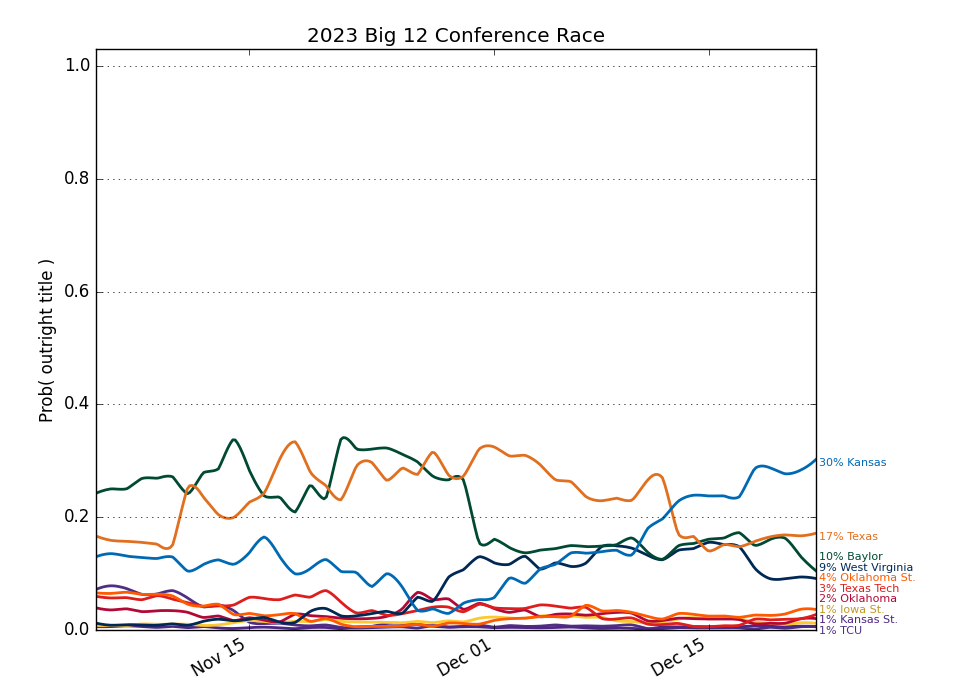 2023 Big 12 Conference Race
Prob( outright title )
1.0
0.8
0.6
0.4
0.2
0.0
Nov 15
Dec 01
Dec 15
30% Kansas
17% Texas
10% Baylor
9% West Virginia
4% Oklahoma St.
3% Texas Tech
2% Oklahoma
1% Iowa St.
1% Kansas St.
1% TCU